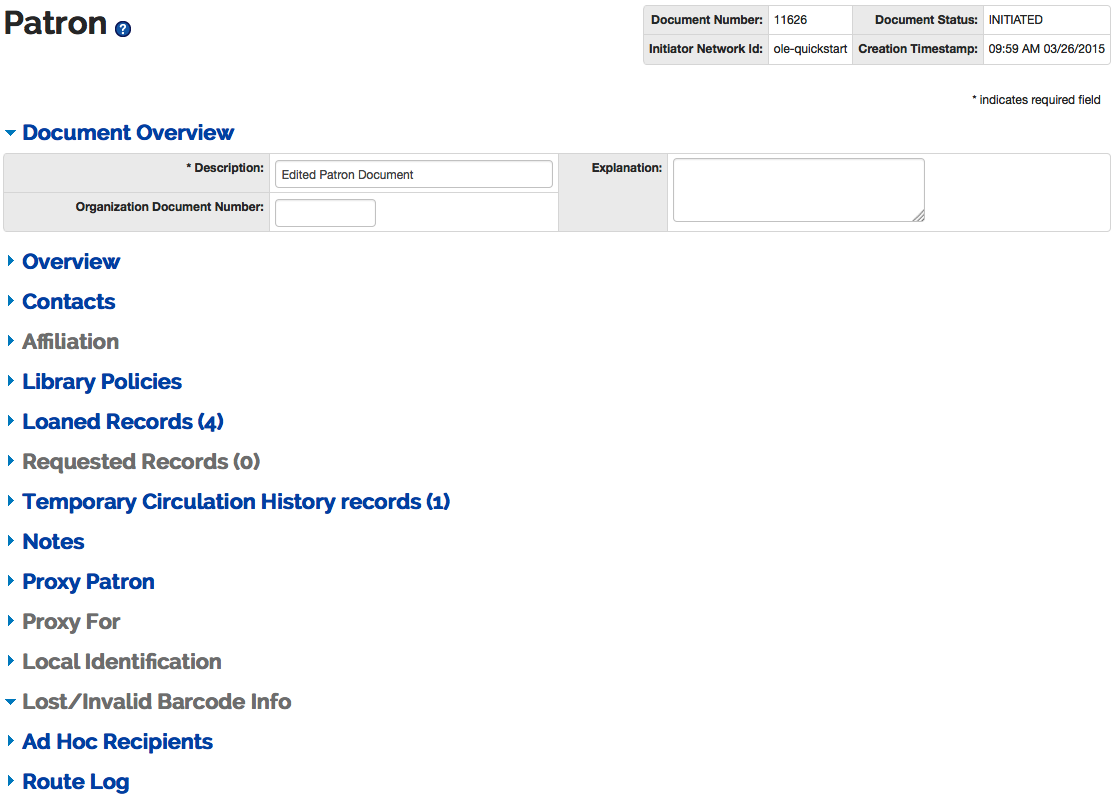 Patron ?
Document Number: 11626 Document Status: INITIATED
Initiator Network Id: ole-quickstart Creation Timestamp: 09:59 AM 03/26/2015
* indicates required field
Document Overview
* Description: Edited Patron Document Explanation:
Organization Document Number:
Overview
Contacts
Affiliation
Library Policies
Loaned Records (4)
Requested Records (0)
Temporary Circulation History records (1)
Notes
Proxy Patron
Proxy For
Local Identification
Lost/Invalid Barcode Info
Ad Hoc Recipients
Route Log